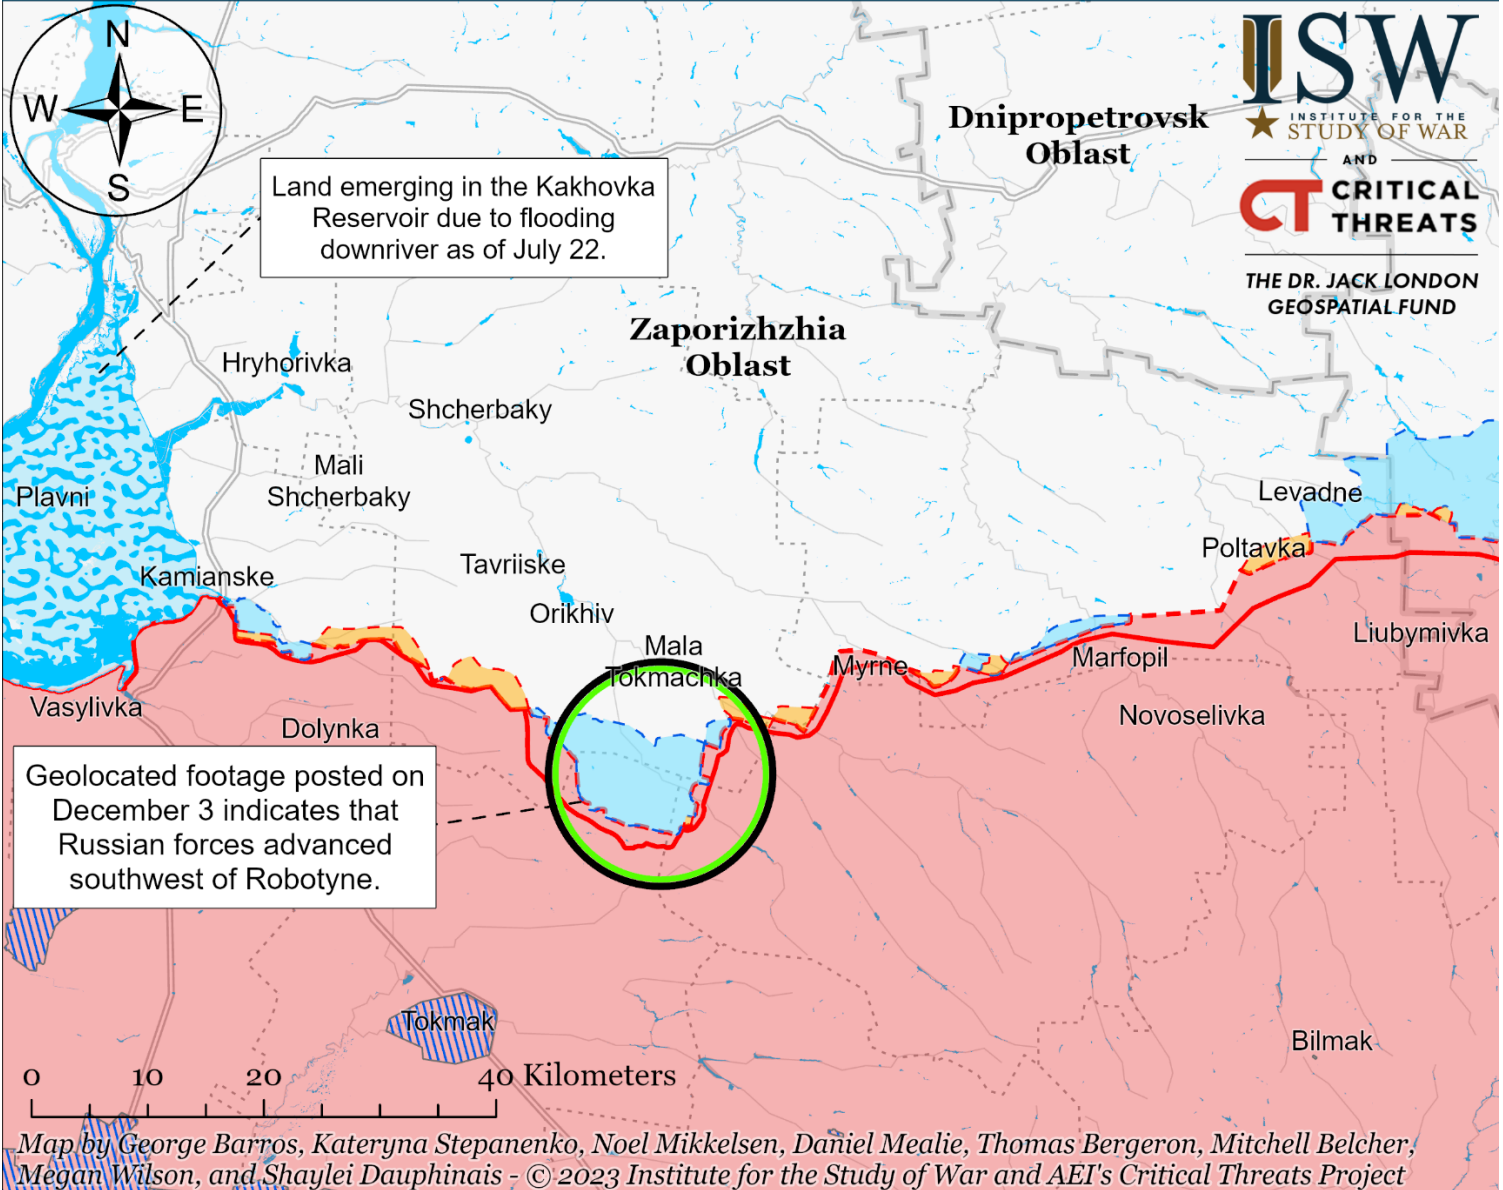 N
W
E
S
ISW
INSTITUTE FOR THE
STUDY OF WAR
AND
CT CRITICAL
THREATS
THE DR. JACK LONDON
GEOSPATIAL FUND
Dnipropetrovsk
Oblast
Land emerging in the Kakhovka
Reservoir due to flooding
downriver as of July 22.
Zaporizhzhia
Oblast
Hryhorivka
Shcherbaky
Mali
Shcherbaky
Plavni
Levadne
Poltavka
Tavriiske
Kamianske
Orikhiv
Liubymivka
Mala
Tokmachka
Myrne
Marfopil
Vasylivka
Dolynka
Novoselivka
Geolocated footage posted on
December 3 indicates that
Russian forces advanced
southwest of Robotyne.
Tokmak
Bilmak
0 10 20 40 Kilometers
Map by George Barros, Kateryna Stepanenko, Noel Mikkelsen, Daniel Mealie, Thomas Bergeron, Mitchell Belcher,
Megan Wilson, and Shaylei Dauphinais - © 2023 Institute for the Study of War and AEI's Critical Threats Project